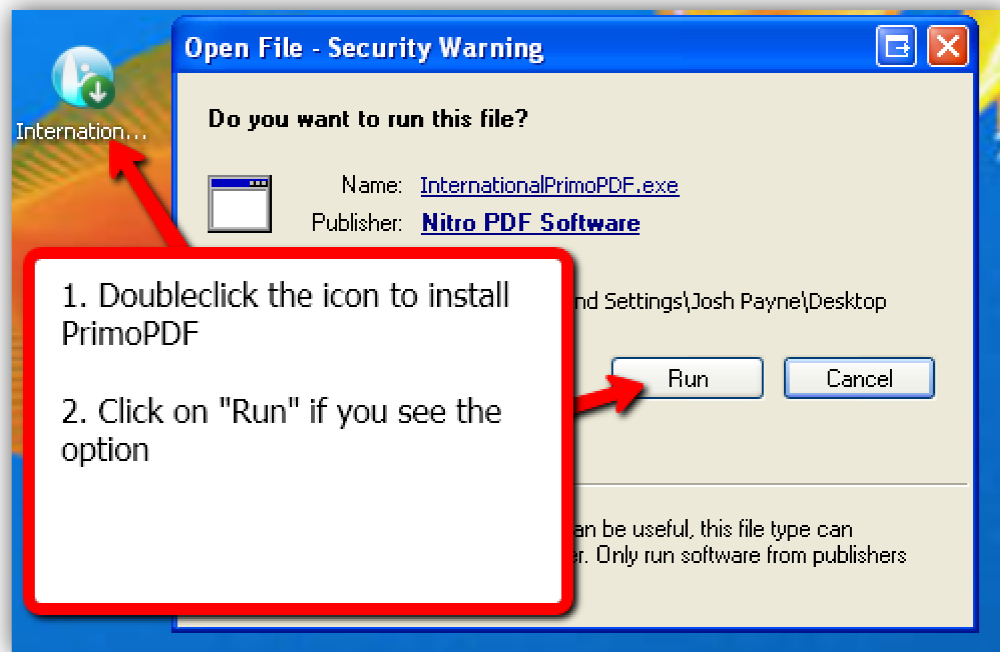 Open File - Security Warning
Internation...
Do you want to run this file?
Name: InternationalPrimoPDF.exe
Publisher: Nitro PDF Software
nd Settings\Josh Payne\Desktop
1. Doubleclick the icon to install
PrimoPDF
2. Click on "Run" if you see the
option
Run Cancel
an be useful, this file type can
r. Only run software from publishers